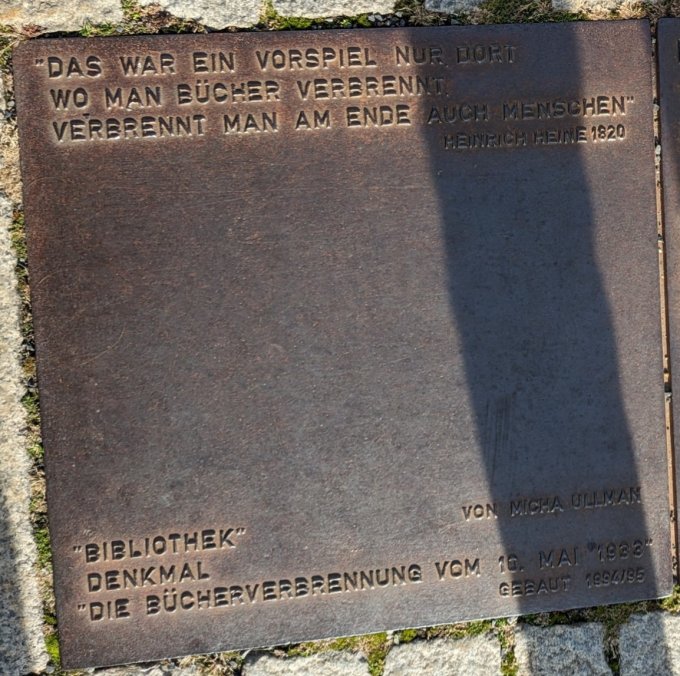 "DAS WAR EIN VORSPIEL NUR DORT
WO MAN BÜCHER VERBRENNT,
VERBRENNT MAN AM ENDE AUCH MENSCHEN"
HEINRICH HEINE 1820
VON MICHA ULLMAN
"BIBLIOTHEK"
DENKMAL
"DIE BÜCHERVERBRENNUNG VOM 10. MAI "1933"
GEBAUT 1994/95